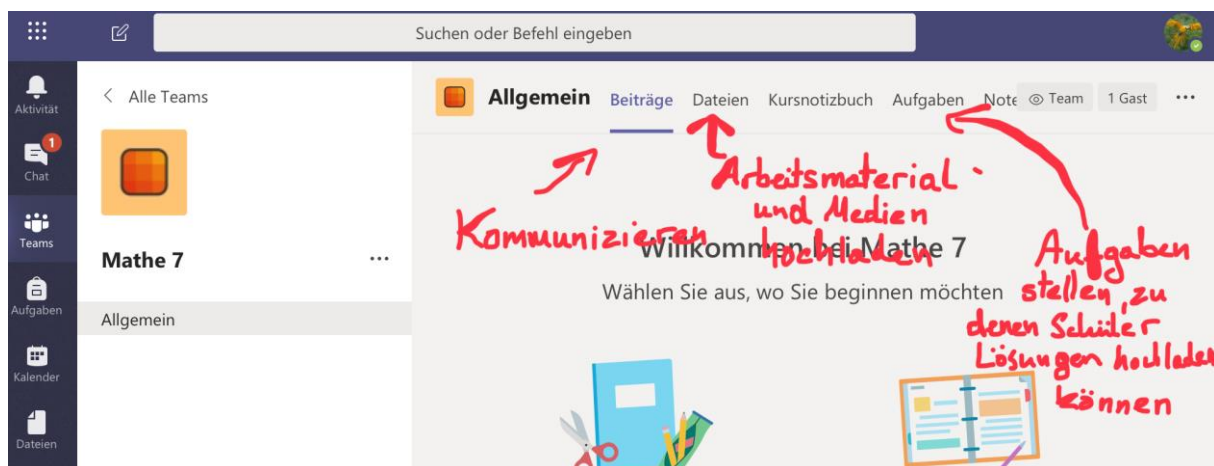 Suchen oder Befehl eingeben
Aktivität
1
Chat
Teams
Aufgaben
Kalender
Dateien
Alle Teams
Mathe 7
...
Allgemein
Allgemein Beiträge Dateien Kursnotizbuch Aufgaben Note Team 1 Gast ...
Kommunizieren
Arbeitsmaterial
und Medien
hochladen
Willkommen bei Mathe 7
Wählen Sie aus, wo Sie beginnen möchten
Aufgaben
stellen, zu
denen Schüler
Lösungen hochladen
können